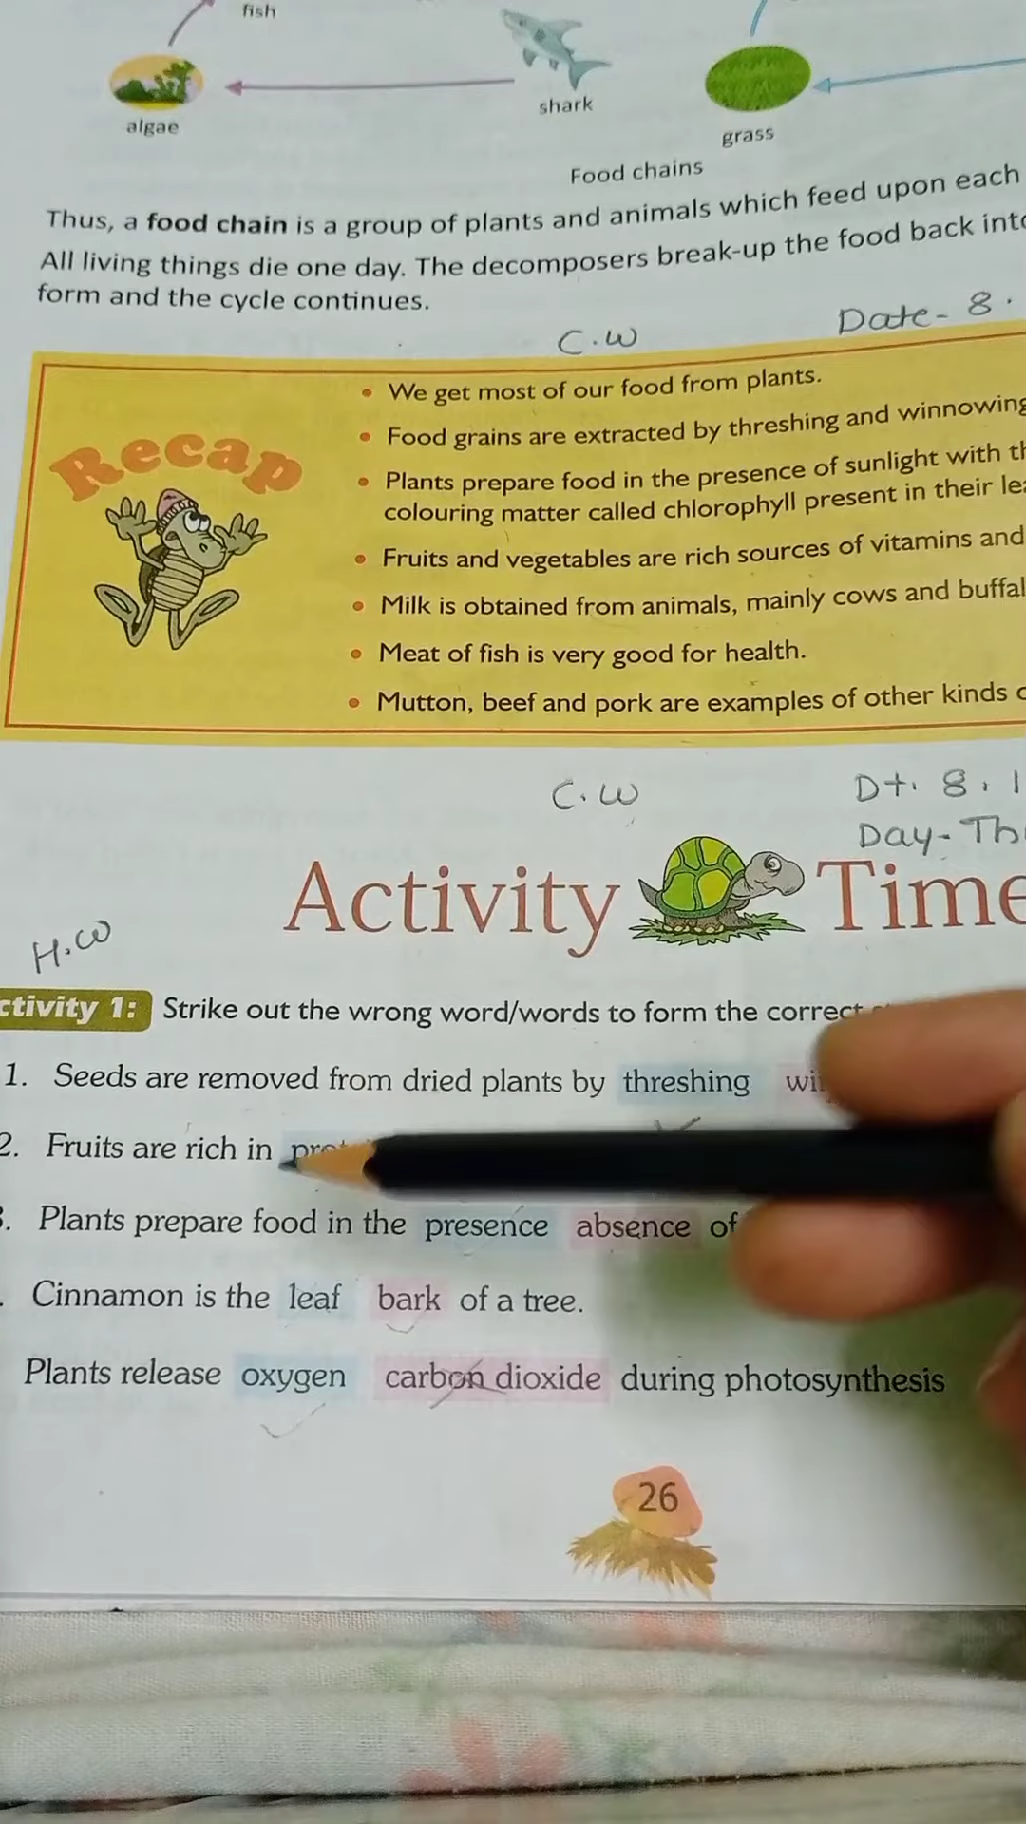 fish
algae
shark
grass
Food chains
Thus, a food chain is a group of plants and animals which feed upon each
All living things die one day. The decomposers break-up the food back into
form and the cycle continues.
C.W
Date- 8.
Recap
• We get most of our food from plants.
• Food grains are extracted by threshing and winnowing
• Plants prepare food in the presence of sunlight with
colouring matter called chlorophyll present in their
• Fruits and vegetables are rich sources of vitamins and
• Milk is obtained from animals, mainly cows and
• Meat of fish is very good for health.
• Mutton, beef and pork are examples of other kinds
C.W
Dt. 8. 1
Day-
Activity Time
H.W
1: Strike out the wrong word/words to form the correct
1. Seeds are removed from dried plants by threshing
2. Fruits are rich in
Plants prepare food in the presence absence of
Cinnamon is the leaf bark of a tree.
Plants release oxygen carbon dioxide during photosynthesis
26